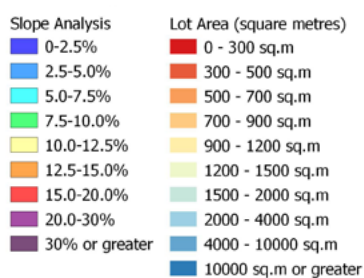 Slope Analysis
0-2.5%
2.5-5.0%
5.0-7.5%
7.5-10.0%
10.0-12.5%
12.5-15.0%
15.0-20.0%
20.0-30%
30% or greater
Lot Area (square metres)
0 - 300 sq.m
300 - 500 sq.m
500 - 700 sq.m
700 - 900 sq.m
900 - 1200 sq.m
1200 - 1500 sq.m
1500 - 2000 sq.m
2000 - 4000 sq.m
4000 - 10000 sq.m
10000 sq.m or greater